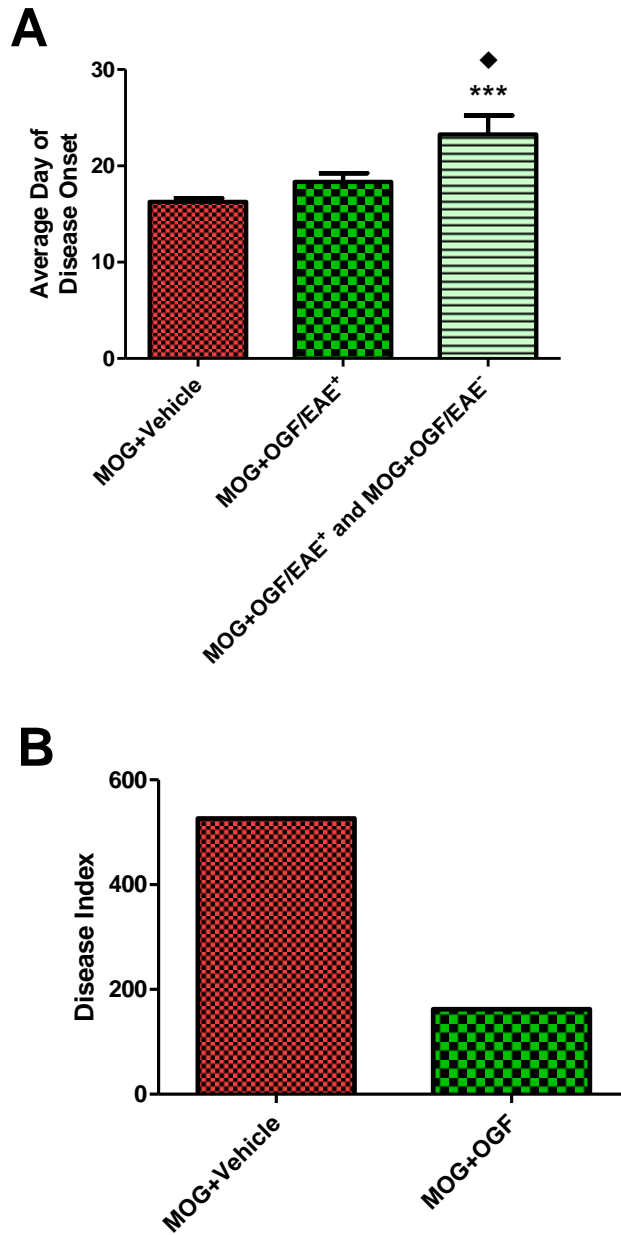 A
Average Day of
Disease Onset
30
20
10
0
◆
***
MOG+Vehicle
MOG+OGF/EAE⁺
MOG+OGF/EAE⁺ and MOG+OGF/EAE⁻
B
Disease Index
600
400
200
0
MOG+Vehicle
MOG+OGF